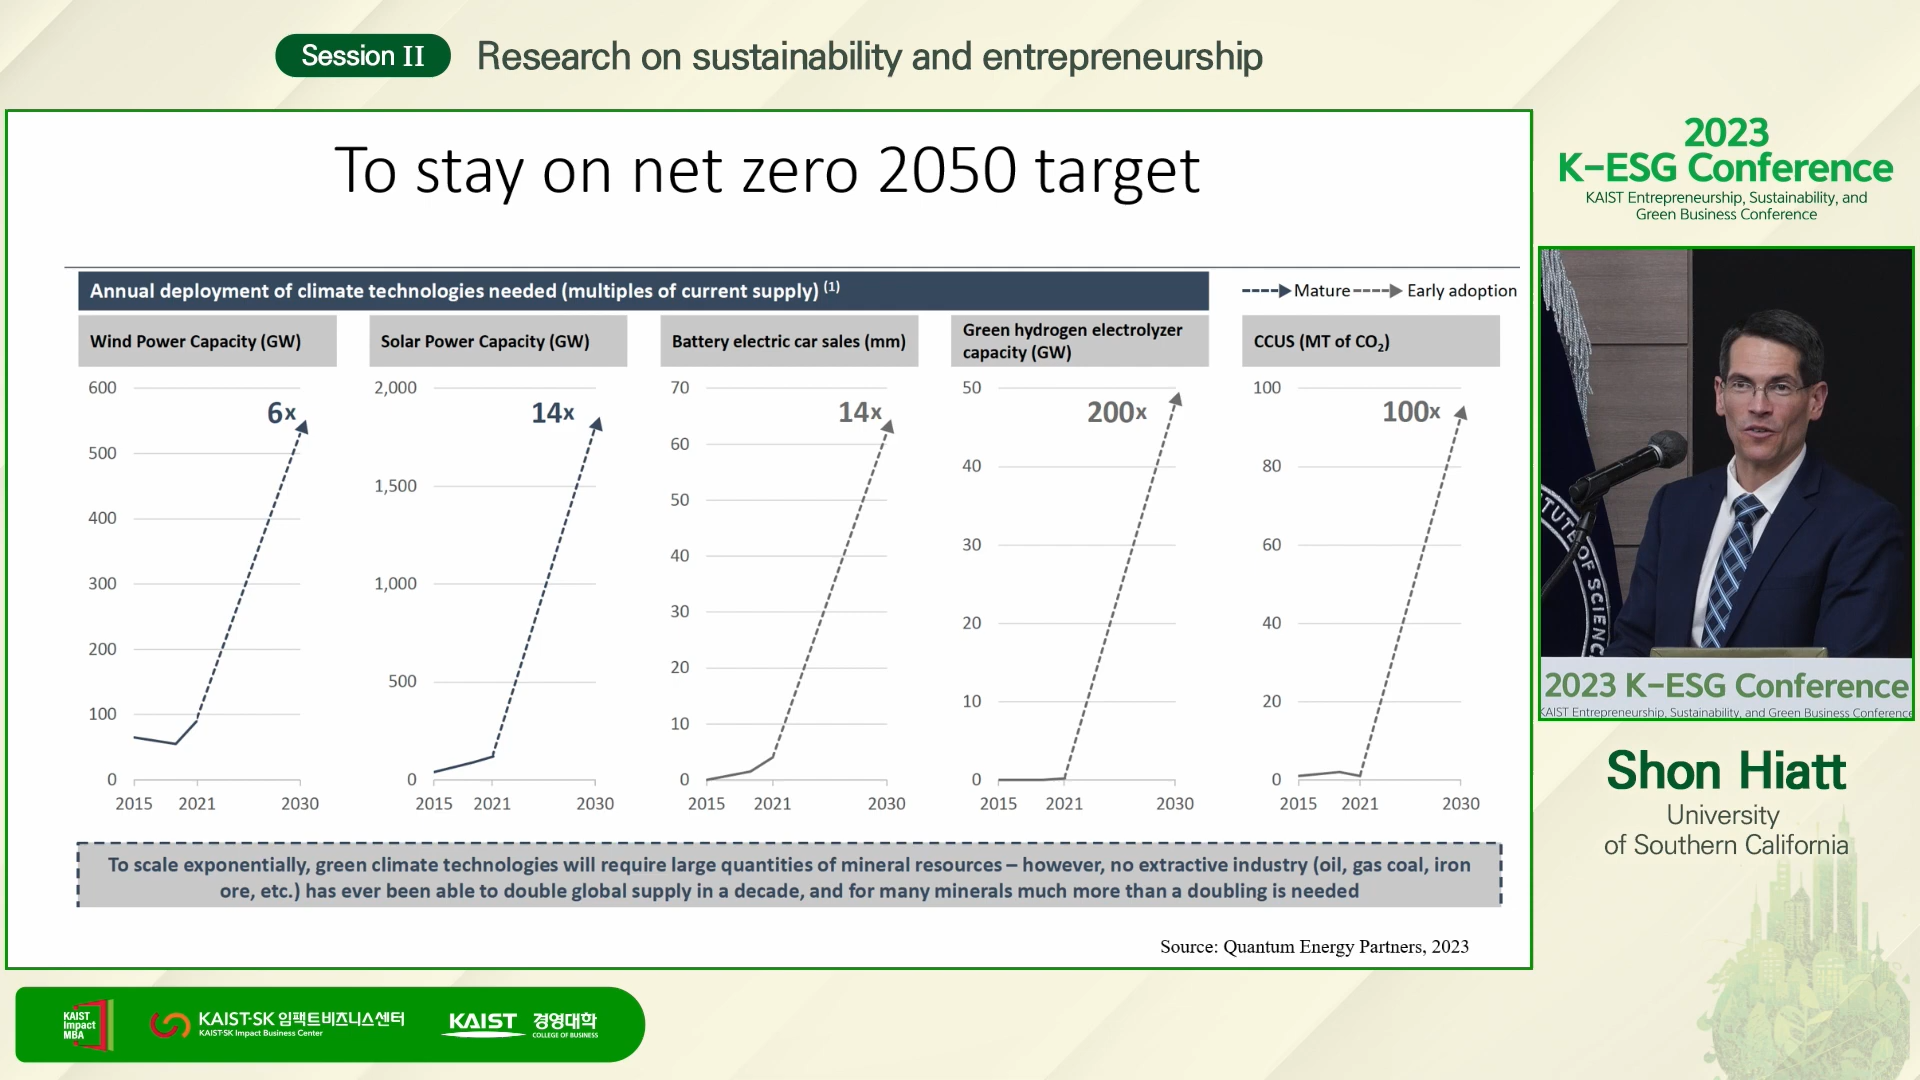 Session II
Research on sustainability and entrepreneurship
To stay on net zero 2050 target
Annual deployment of climate technologies needed (multiples of current supply) (1)
Mature
Early adoption
Wind Power Capacity (GW)
600
500
400
300
200
100
0
6x
2015 2021 2030
Solar Power Capacity (GW)
2,000
1,500
1,000
500
0
14x
2015 2021 2030
Battery electric car sales (mm)
70
60
50
40
30
20
10
0
14x
2015 2021 2030
Green hydrogen electrolyzer
capacity (GW)
50
40
30
20
10
0
200x
2015 2021 2030
CCUS (MT of CO2)
100
80
60
40
20
0
100x
2015 2021 2030
To scale exponentially, green climate technologies will require large quantities of mineral resources – however, no extractive industry (oil, gas coal, iron
ore, etc.) has ever been able to double global supply in a decade, and for many minerals much more than a doubling is needed
Source: Quantum Energy Partners, 2023
2023
K-ESG Conference
KAIST Entrepreneurship, Sustainability, and
Green Business Conference
TUTE OF SCIENC
2023 K-ESG Conference
KAIST Entrepreneurship, Sustainability, and Green Business Conference
Shon Hiatt
University
of Southern California
KAIST
Impact
MBA
KAIST-SK 임팩트비즈니스센터
KAIST-SK Impact Business Center
KAIST 경영대학
COLLEGE OF BUSINESS